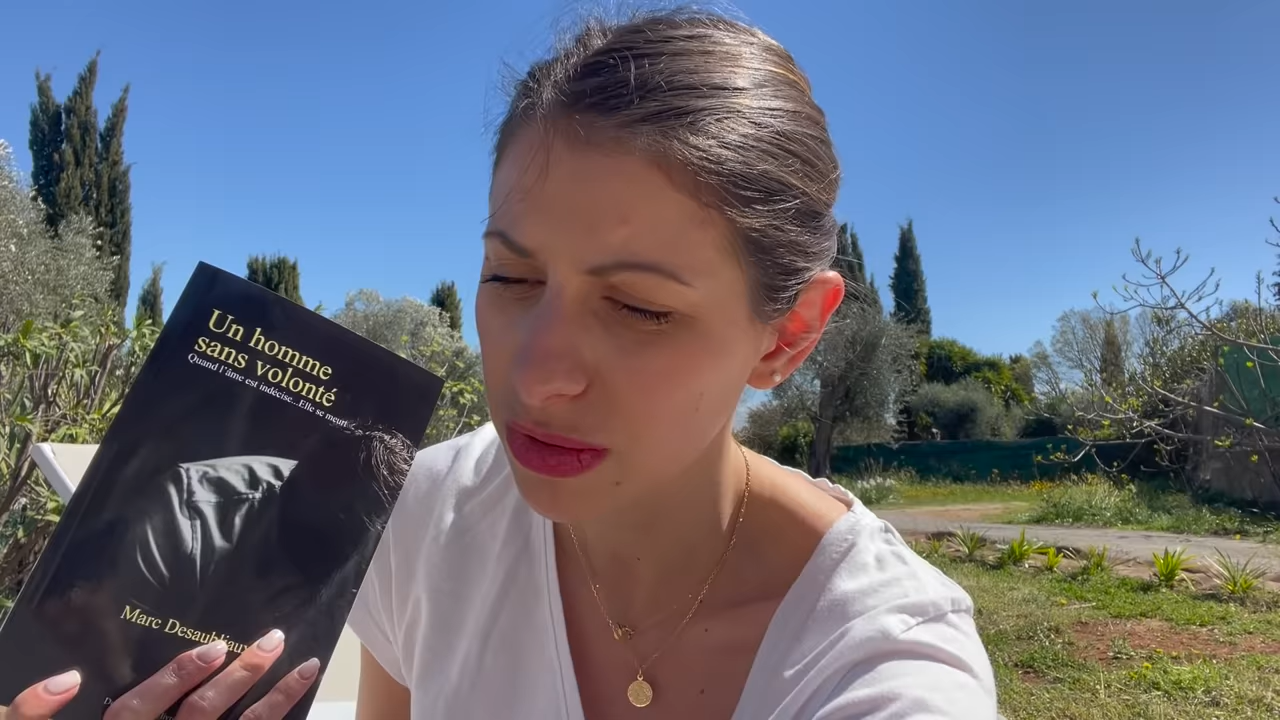 Un homme
sans volonté
Quand l'âme est indécise...Elle se meurt
Marc Desaubliaux